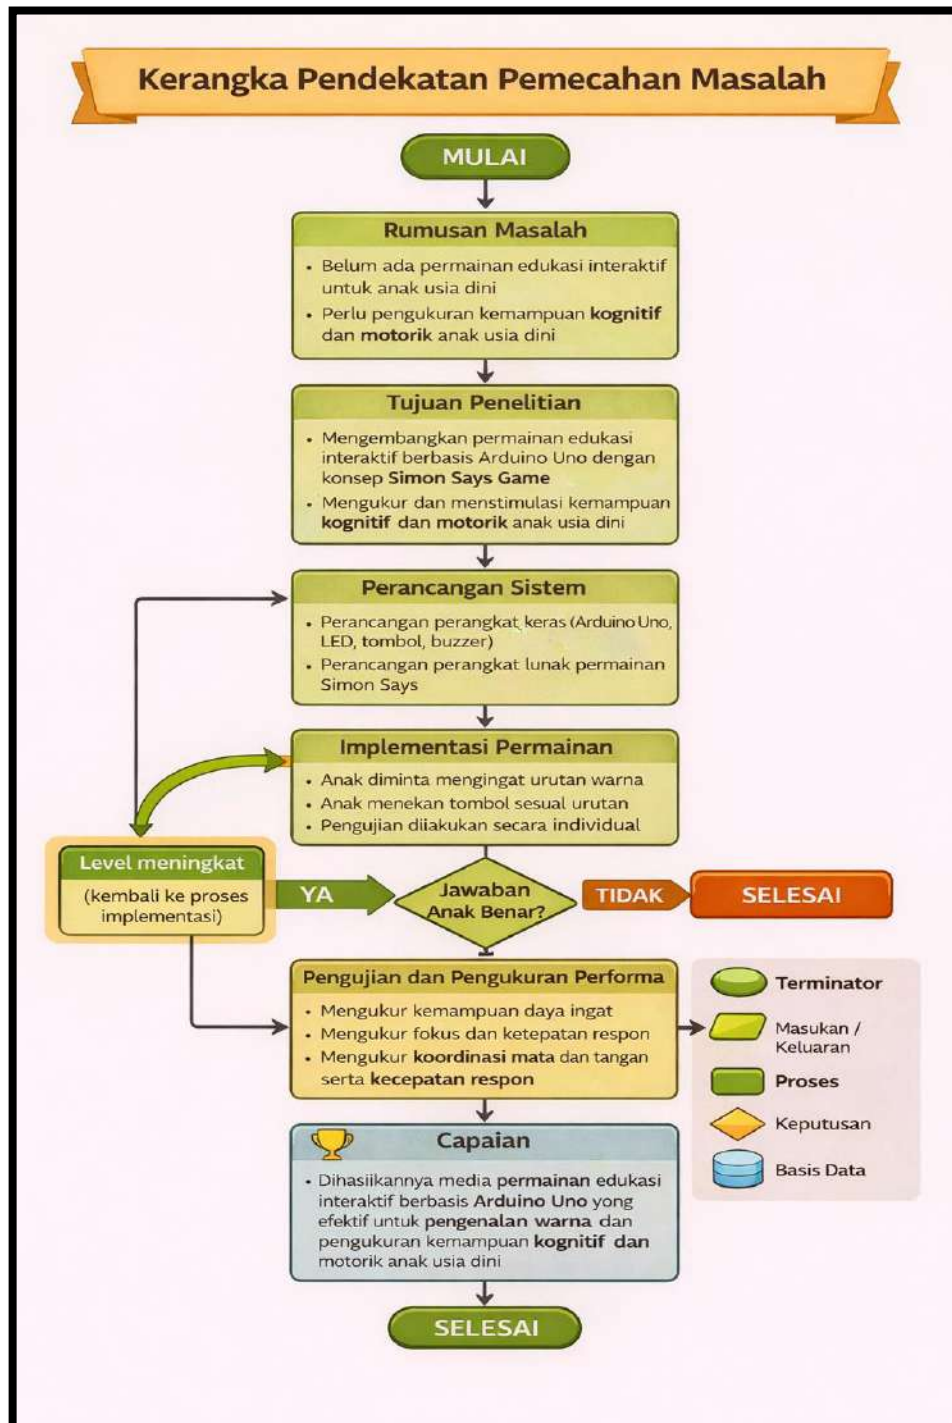 Kerangka Pendekatan Pemecahan Masalah
MULAI
Rumusan Masalah
• Belum ada permainan edukasi interaktif
untuk anak usia dini
• Perlu pengukuran kemampuan kognitif
dan motorik anak usia dini
Tujuan Penelitian
• Mengembangkan permainan edukasi
interaktif berbasis Arduino Uno dengan
konsep Simon Says Game
• Mengukur dan menstimulasi kemampuan
kognitif dan motorik anak usia dini
Perancangan Sistem
• Perancangan perangkat keras (Arduino Uno,
LED, tombol, buzzer)
• Perancangan perangkat lunak permainan
Simon Says
Implementasi Permainan
• Anak diminta mengingat urutan warna
• Anak menekan tombol sesual urutan
• Pengujian diiakukan secara individual
Level meningkat
(kembali ke proses
implementasi)
YA
Jawaban
Anak Benar?
TIDAK
SELESAI
Pengujian dan Pengukuran Performa
• Mengukur kemampuan daya ingat
• Mengukur fokus dan ketepatan respon
• Mengukur koordinasi mata dan tangan
serta kecepatan respon
Terminator
Masukan /
Keluaran
Proses
Keputusan
Basis Data
Capaian
• Dihasiikannya media permainan edukasi
interaktif berbasis Arduino Uno yong
efektif untuk pengenalan warna dan
pengukuran kemampuan kognitif dan
motorik anak usia dini
SELESAI